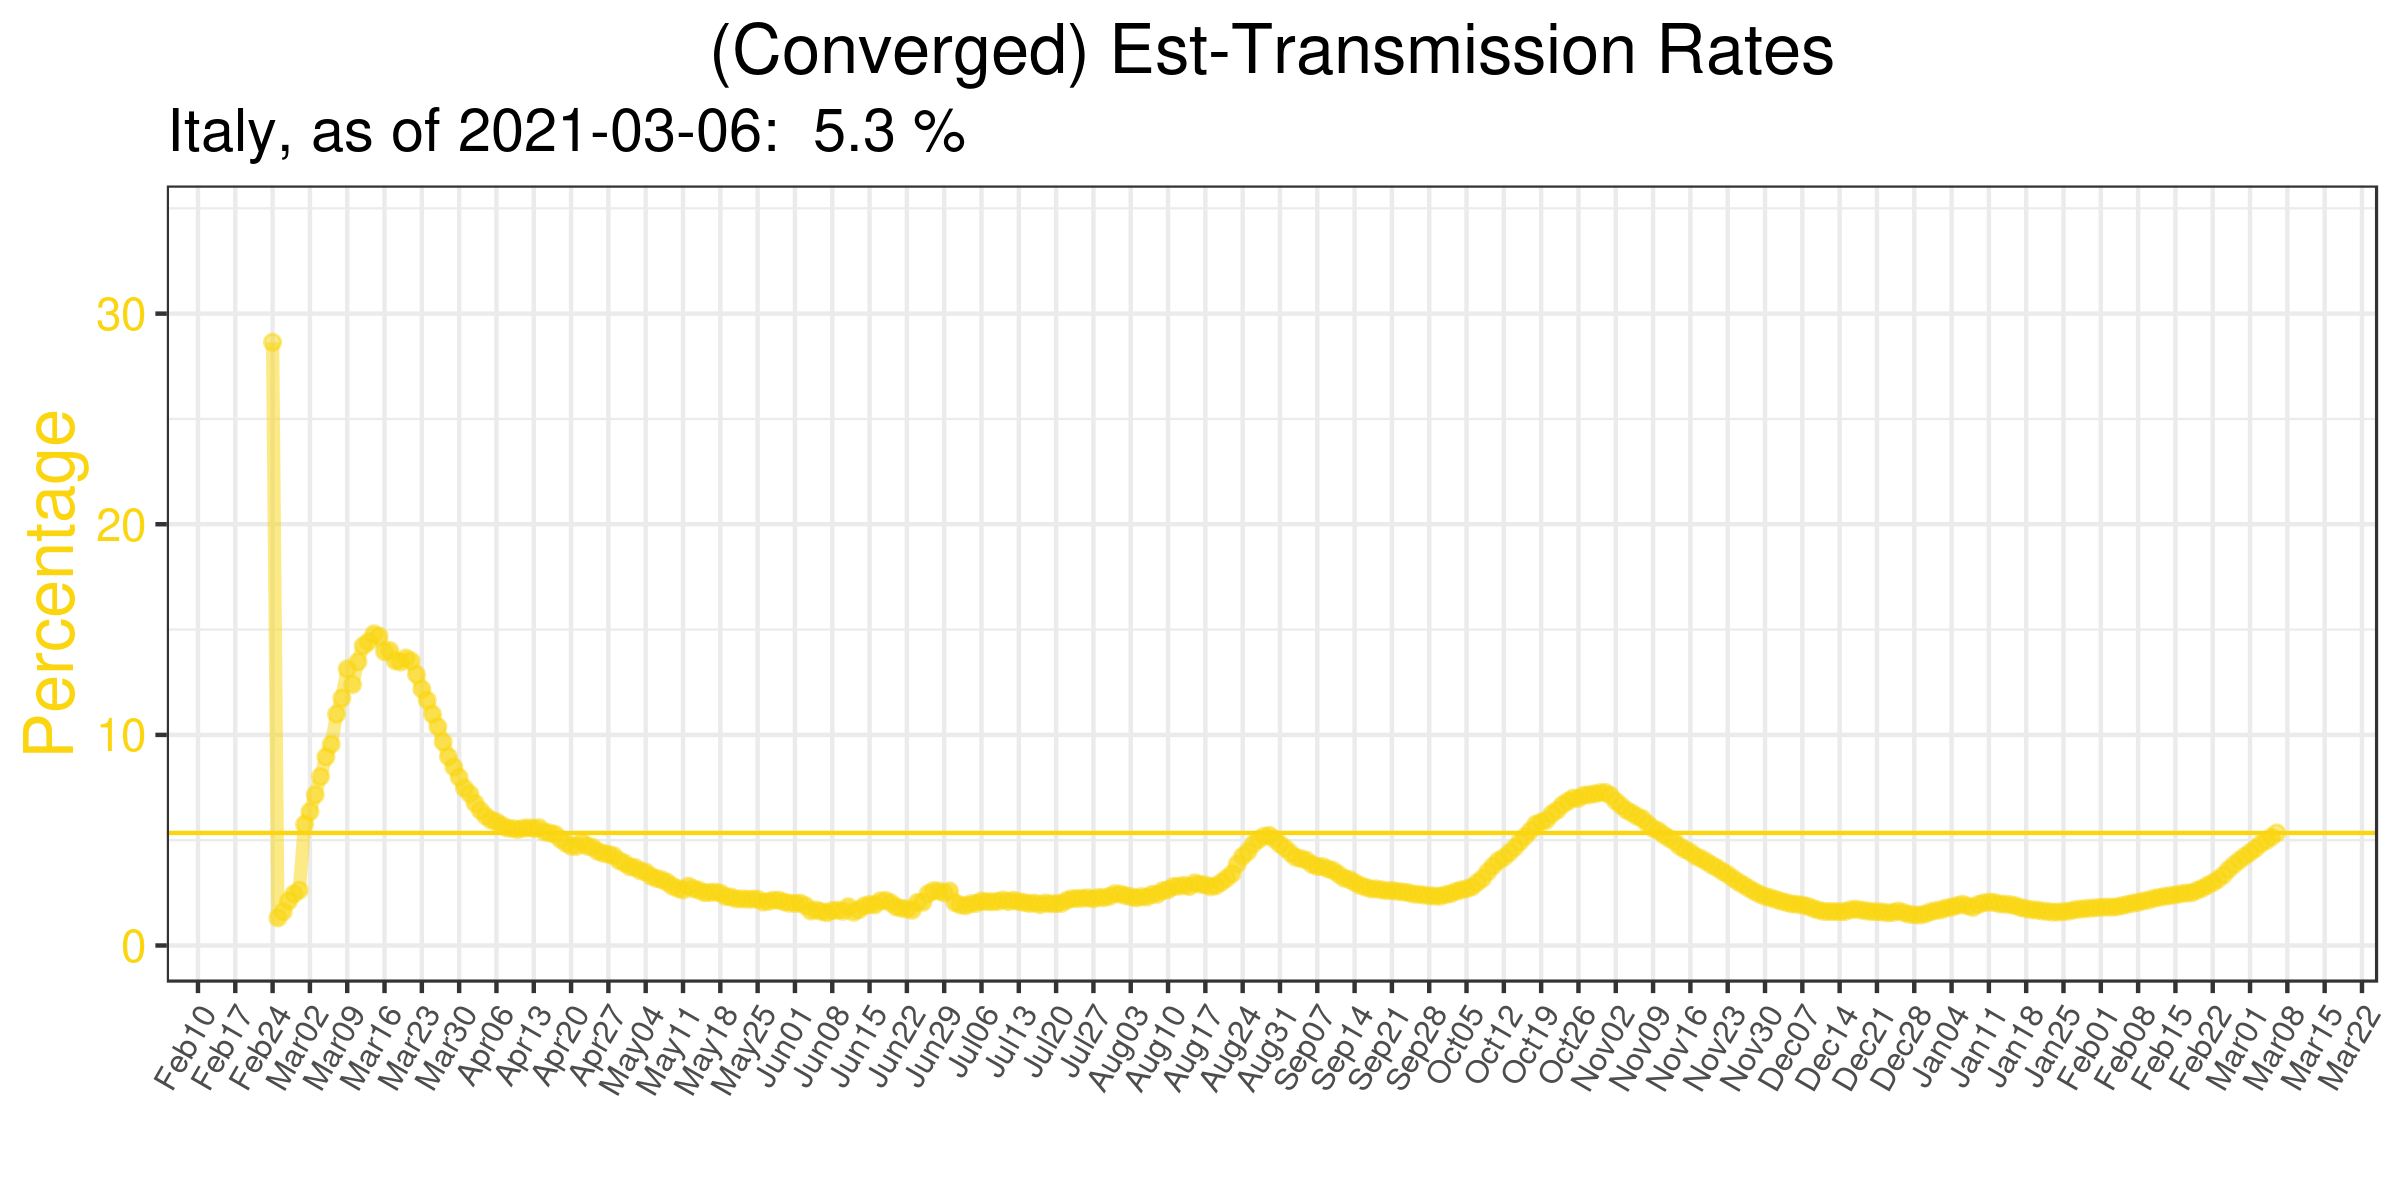 (Converged) Est-Transmission Rates
Italy, as of 2021-03-06:  5.3 %
Percentage
30
20
10
0
Feb10
Feb17
Feb24
Mar02
Mar09
Mar16
Mar23
Mar30
Apr06
Apr13
Apr20
Apr27
May04
May11
May18
May25
Jun01
Jun08
Jun15
Jun22
Jun29
Jul06
Jul13
Jul20
Jul27
Aug03
Aug10
Aug17
Aug24
Aug31
Sep07
Sep14
Sep21
Sep28
Oct05
Oct12
Oct19
Oct26
Nov02
Nov09
Nov16
Nov23
Nov30
Dec07
Dec14
Dec21
Dec28
Jan04
Jan11
Jan18
Jan25
Feb01
Feb08
Feb15
Feb22
Mar01
Mar08
Mar15
Mar22